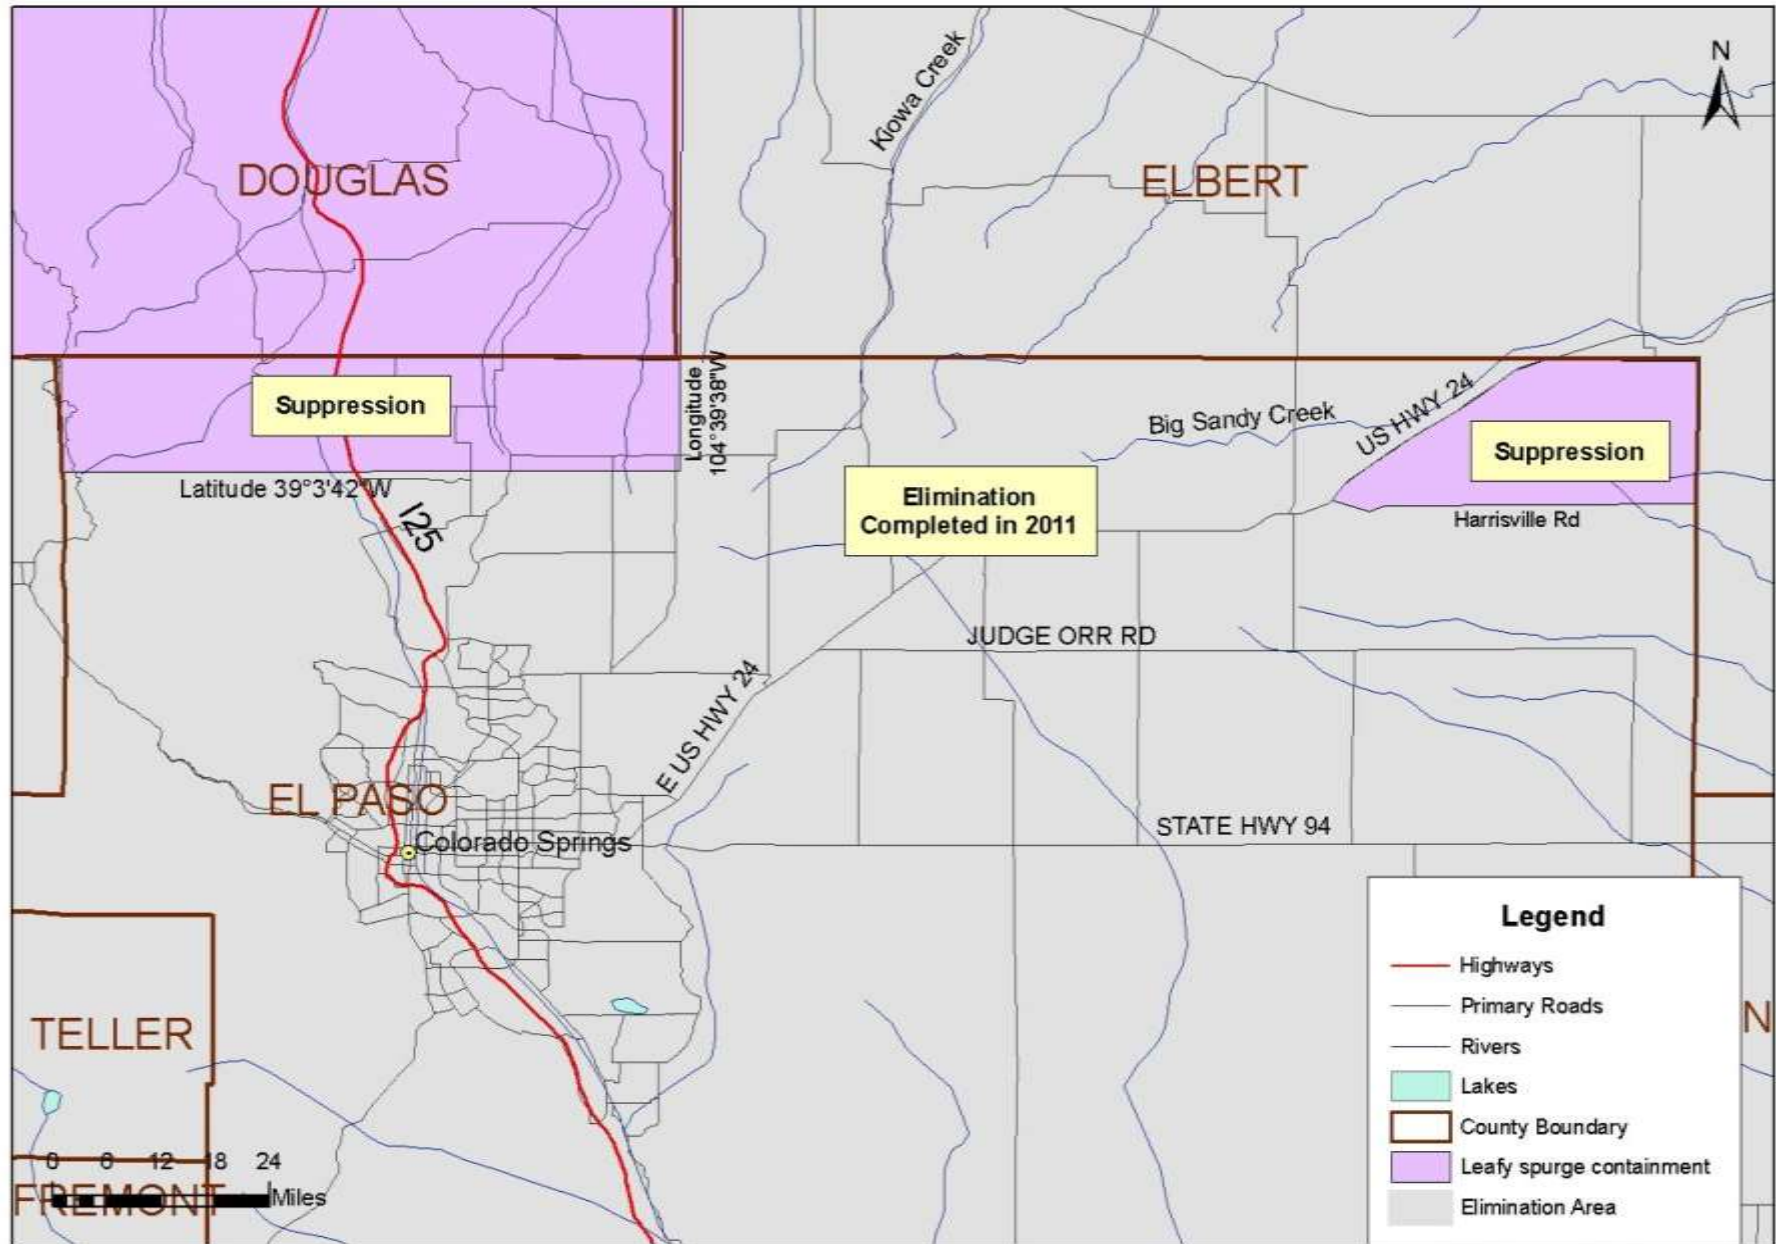 N
Kiowa Creek
DOUGLAS
ELBERT
Suppression
Longitude
104°39'38"W
Big Sandy Creek
US HWY 24
Suppression
Latitude 39°3'42"W
I25
Elimination
Completed in 2011
Harrisville Rd
JUDGE ORR RD
E US HWY 24
EL PASO
Colorado Springs
STATE HWY 94
Legend
Highways
Primary Roads
Rivers
Lakes
County Boundary
Leafy spurge containment
Elimination Area
TELLER
N
0 6 12 18 24
Miles
FREMONT